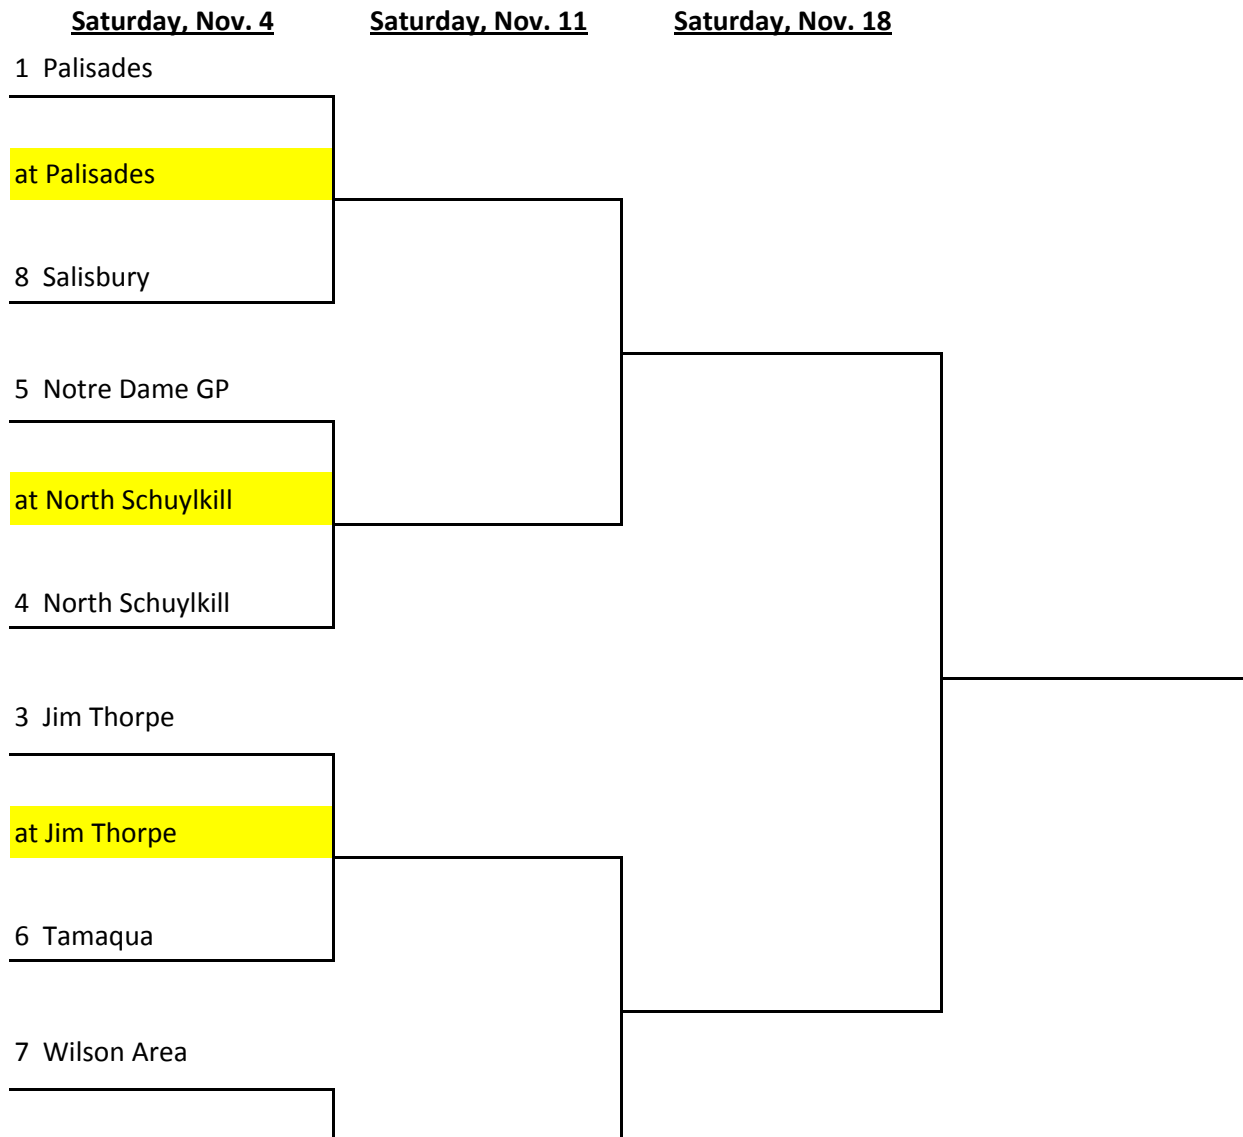 Saturday, Nov. 4 Saturday, Nov. 11 Saturday, Nov. 18
1 Palisades
at Palisades
8 Salisbury
5 Notre Dame GP
at North Schuylkill
4 North Schuylkill
3 Jim Thorpe
at Jim Thorpe
6 Tamaqua
7 Wilson Area